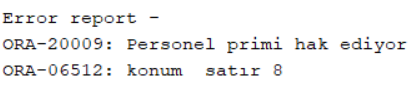 Error report -
ORA-20009: Personel primi hak ediyor
ORA-06512: konum  satır 8